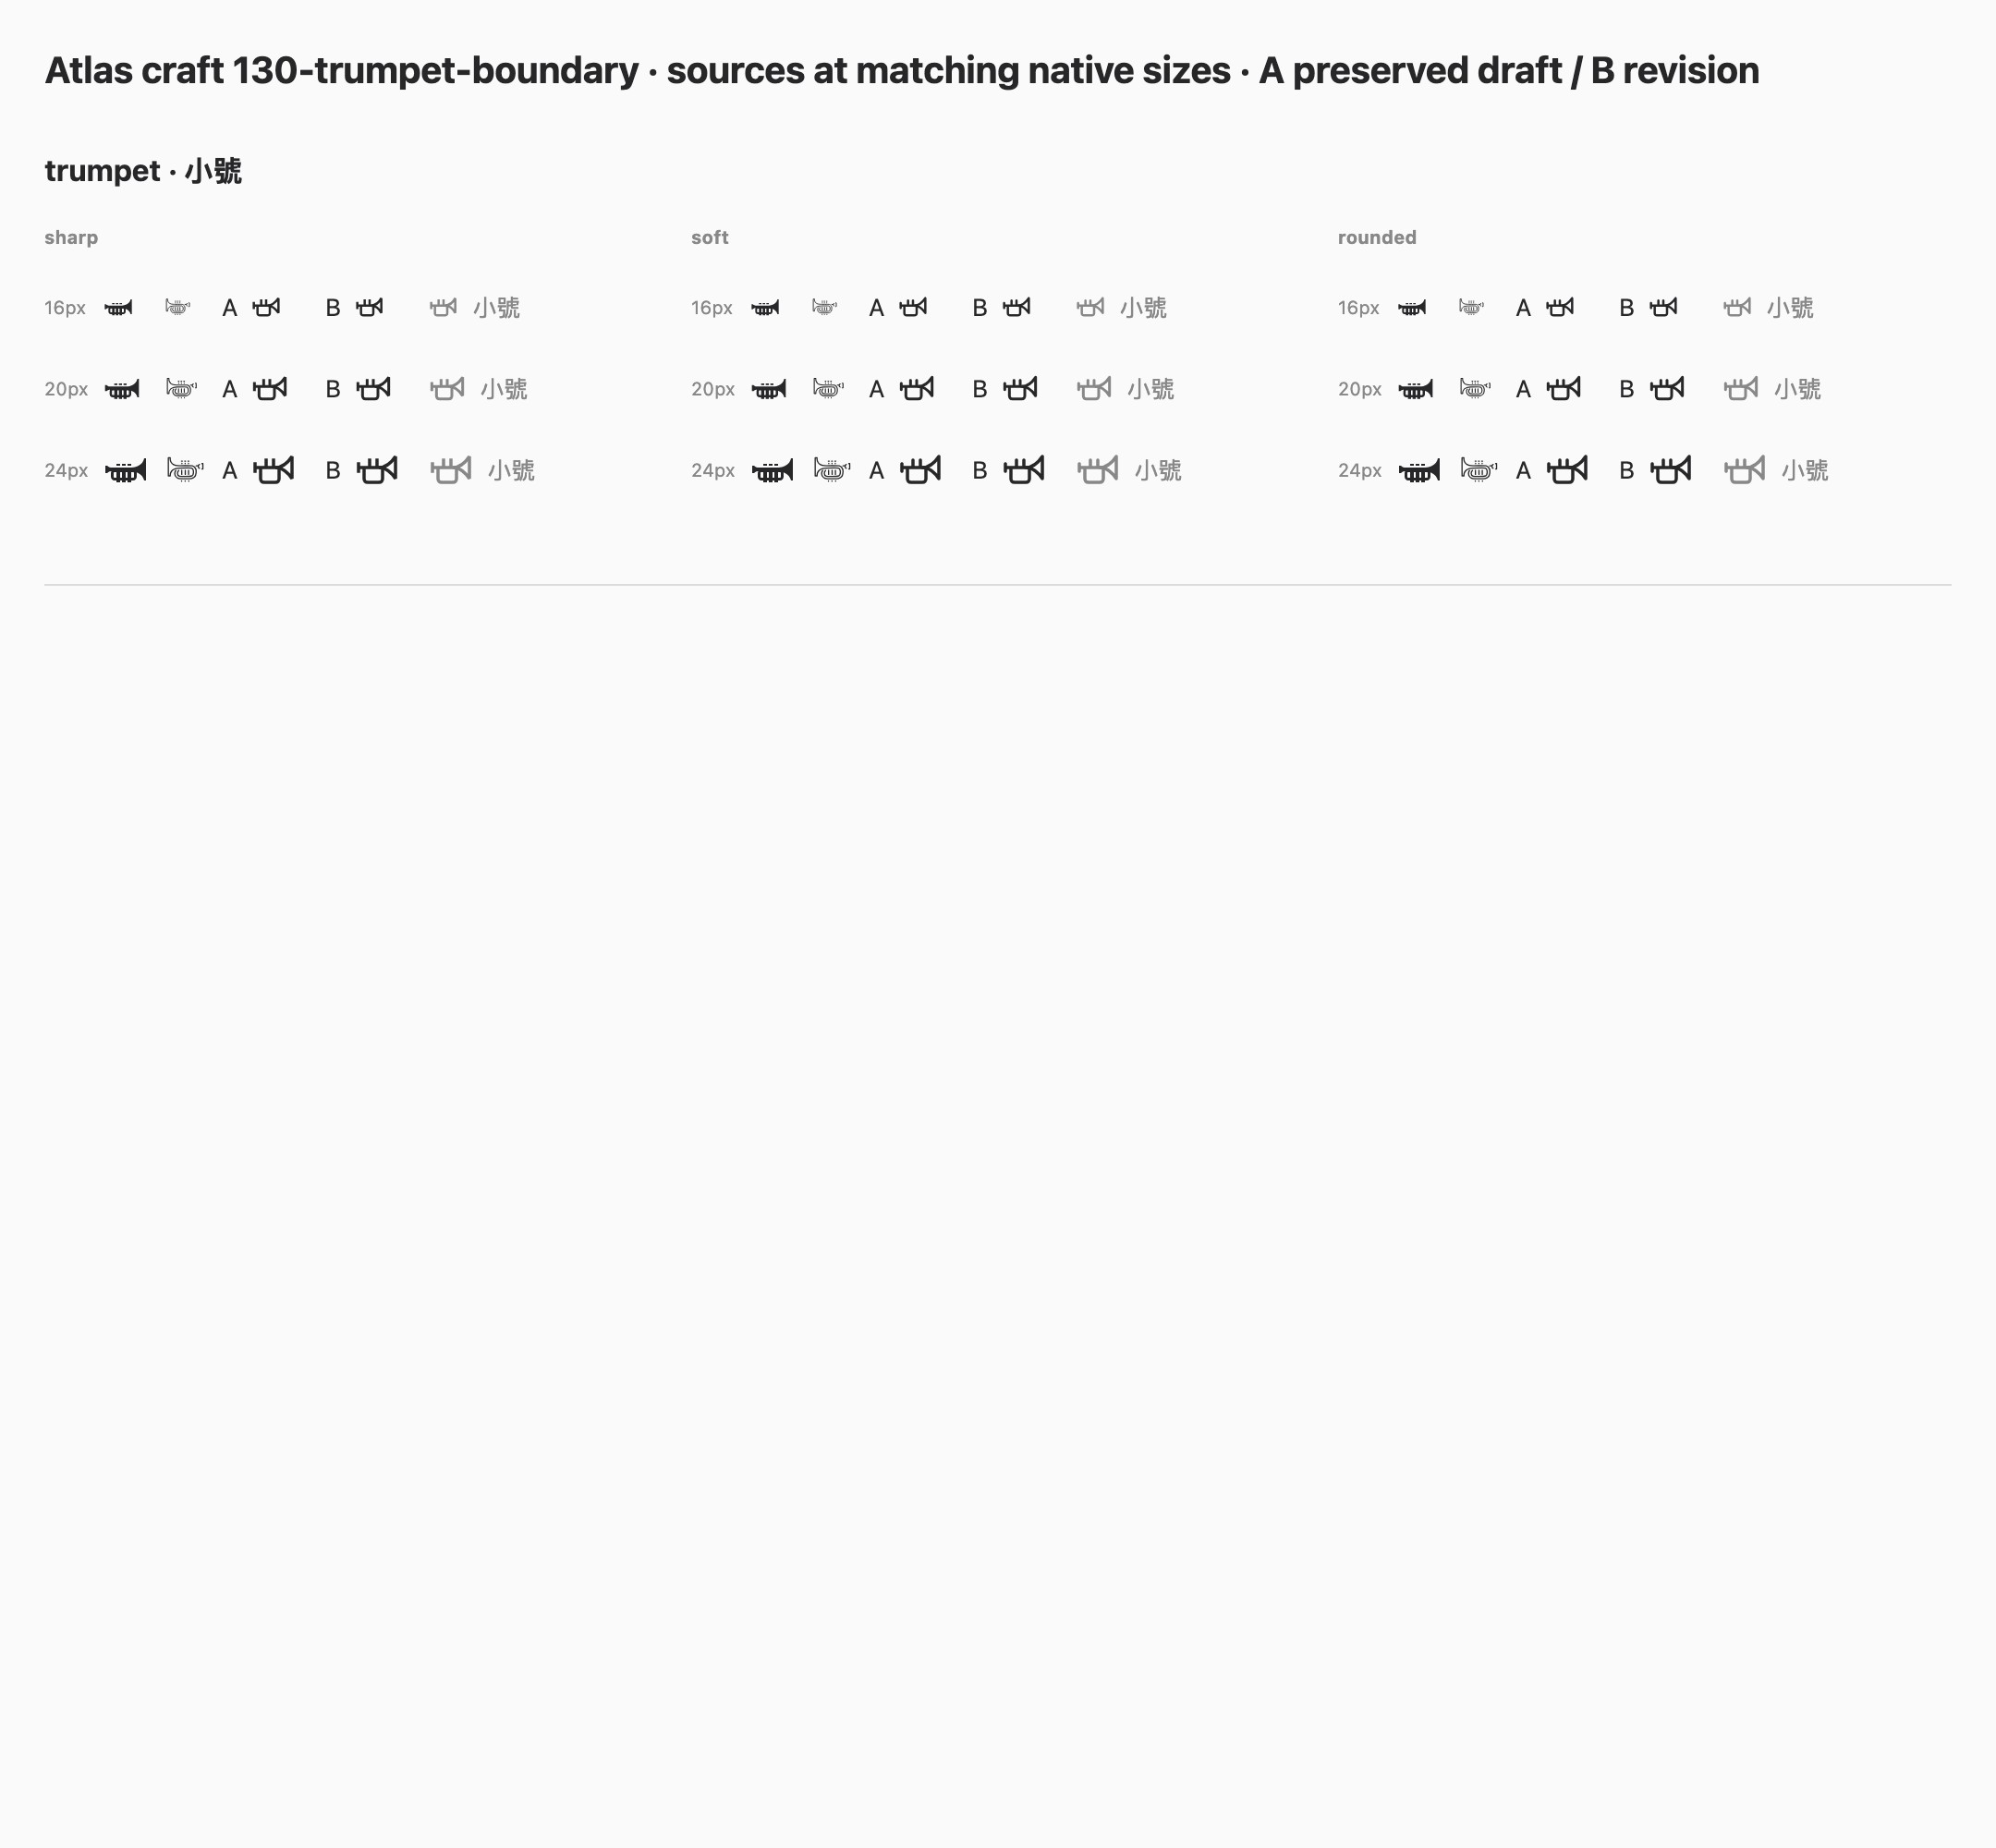 Atlas craft 130-trumpet-boundary · sources at matching native sizes · A preserved draft / B revision
trumpet · 小號
sharp
16px A B 小號
20px A B 小號
24px A B 小號
soft
16px A B 小號
20px A B 小號
24px A B 小號
rounded
16px A B 小號
20px A B 小號
24px A B 小號